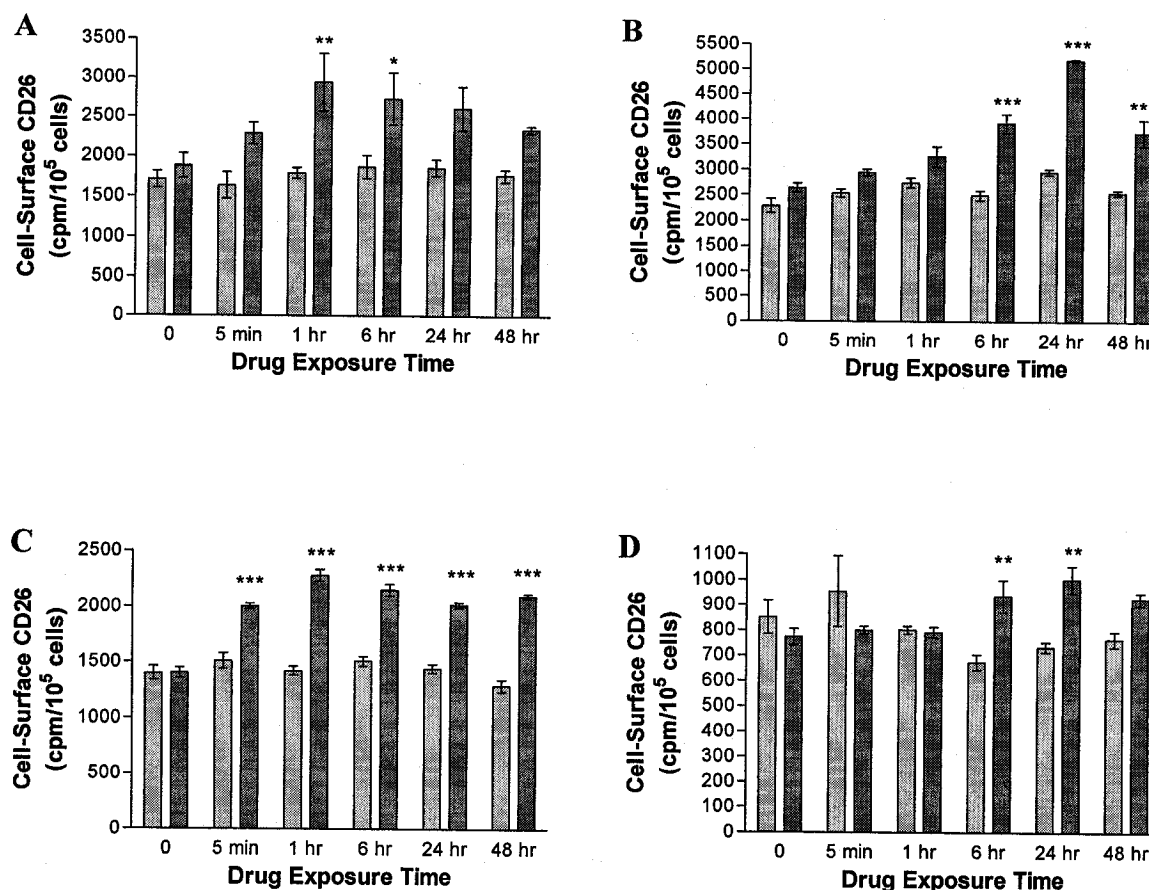 A
Cell-Surface CD26
(cpm/10⁵ cells)
3500
3000
2500
2000
1500
1000
500
0
**
*
0 5 min 1 hr 6 hr 24 hr 48 hr
Drug Exposure Time
B
Cell-Surface CD26
(cpm/10⁵ cells)
5500
5000
4500
4000
3500
3000
2500
2000
1500
1000
500
0
***
***
**
0 5 min 1 hr 6 hr 24 hr 48 hr
Drug Exposure Time
C
Cell-Surface CD26
(cpm/10⁵ cells)
2500
2000
1500
1000
500
0
*** *** *** *** ***
0 5 min 1 hr 6 hr 24 hr 48 hr
Drug Exposure Time
D
Cell-Surface CD26
(cpm/10⁵ cells)
1100
1000
900
800
700
600
500
400
300
200
100
0
** **
0 5 min 1 hr 6 hr 24 hr 48 hr
Drug Exposure Time